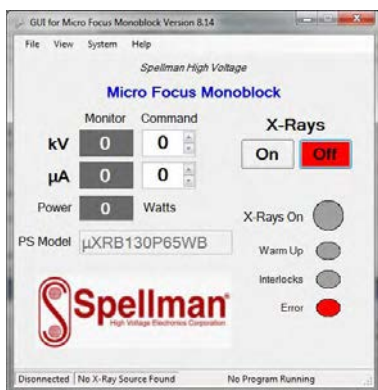 GUI for Micro Focus Monoblock Version 8.14
File View System Help
Spellman High Voltage
Micro Focus Monoblock
Monitor Command
X-Rays
kV 0 0
On Off
µA 0 0
Power 0 Watts
X-Rays On
PS Model µXRB130P65WB
Warm Up
Interlocks
Error
Spellman®
High Voltage Electronics Corporation
Disconnected No X-Ray Source Found No Program Running